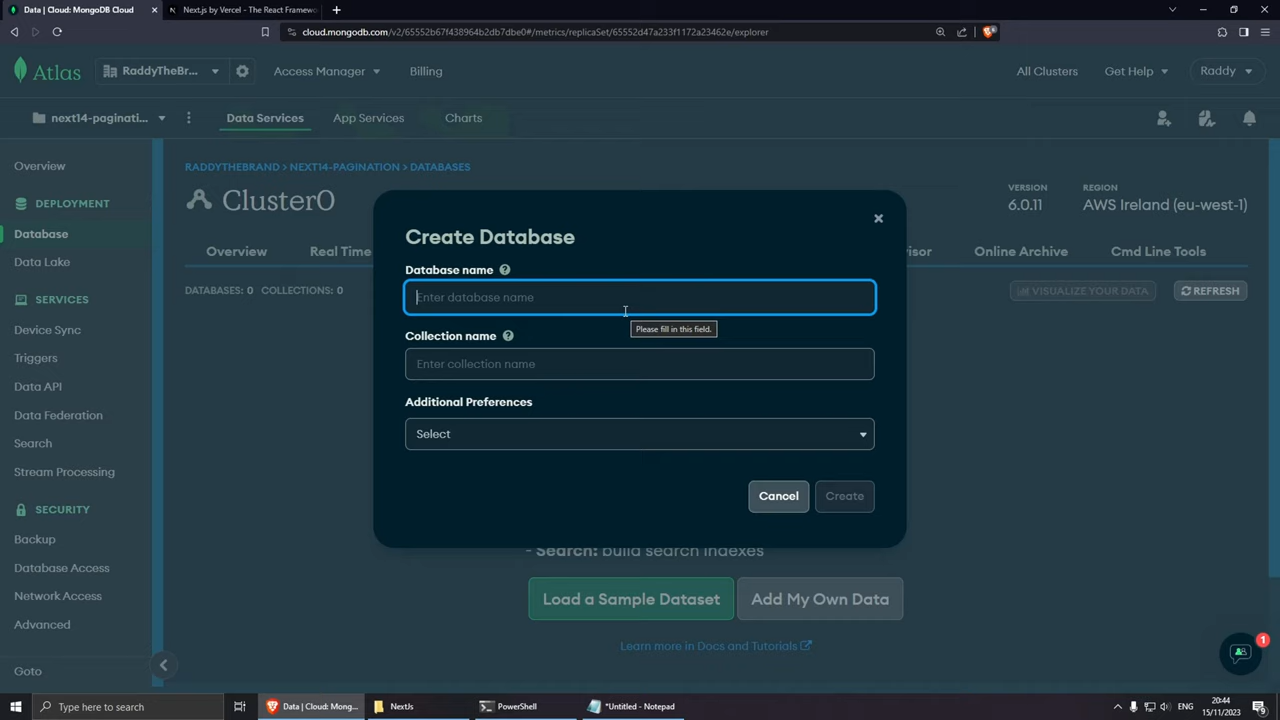 Data | Cloud: MongoDB Cloud
Next.js by Vercel - The React Framewo
cloud.mongodb.com/v2/65552b67f438964b2db7dbe0#/metrics/replicaSet/65552d47a233f1172a23462e/explorer
Atlas
RaddyTheBr...
Access Manager
Billing
All Clusters
Get Help
Raddy
next14-paginati...
Data Services
App Services
Charts
Overview
DEPLOYMENT
Database
Data Lake
SERVICES
Device Sync
Triggers
Data API
Data Federation
Search
Stream Processing
SECURITY
Backup
Database Access
Network Access
Advanced
Goto
RADDYTHEBRAND > NEXT14-PAGINATION > DATABASES
Cluster0
VERSION
6.0.11
REGION
AWS Ireland (eu-west-1)
Overview
Real Time
visor
Online Archive
Cmd Line Tools
DATABASES: 0 COLLECTIONS: 0
VISUALIZE YOUR DATA
REFRESH
Create Database
Database name
Enter database name
Please fill in this field.
Collection name
Enter collection name
Additional Preferences
Select
Cancel
Create
- Search: build search indexes
Load a Sample Dataset
Add My Own Data
Learn more in Docs and Tutorials
1
Type here to search
Data | Cloud: Mong...
NextJs
PowerShell
*Untitled - Notepad
ENG
20:44
15/11/2023
9